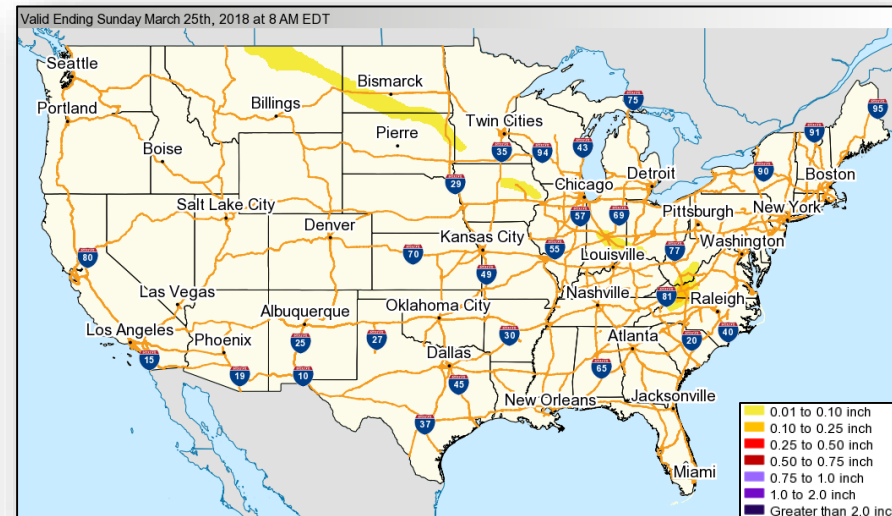 Valid Ending Sunday March 25th, 2018 at 8 AM EDT
Seattle
75
95
Bismarck
Portland
Billings
Twin Cities
91
Pierre
35
94
43
Boise
90
Boston
Detroit
29
Chicago
Salt Lake City
57
69
Pittsburgh
New York
Denver
Kansas City
Washington
80
70
55
77
Louisville
49
Las Vegas
Nashville
81
Raleigh
Albuquerque
Oklahoma City
Los Angeles
Phoenix
25
27
30
Atlanta
20
40
15
Dallas
19
10
45
65
New Orleans
Jacksonville
37
0.01 to 0.10 inch
0.10 to 0.25 inch
0.25 to 0.50 inch
0.50 to 0.75 inch
Miami
0.75 to 1.0 inch
1.0 to 2.0 inch
Greater than 2.0 inc